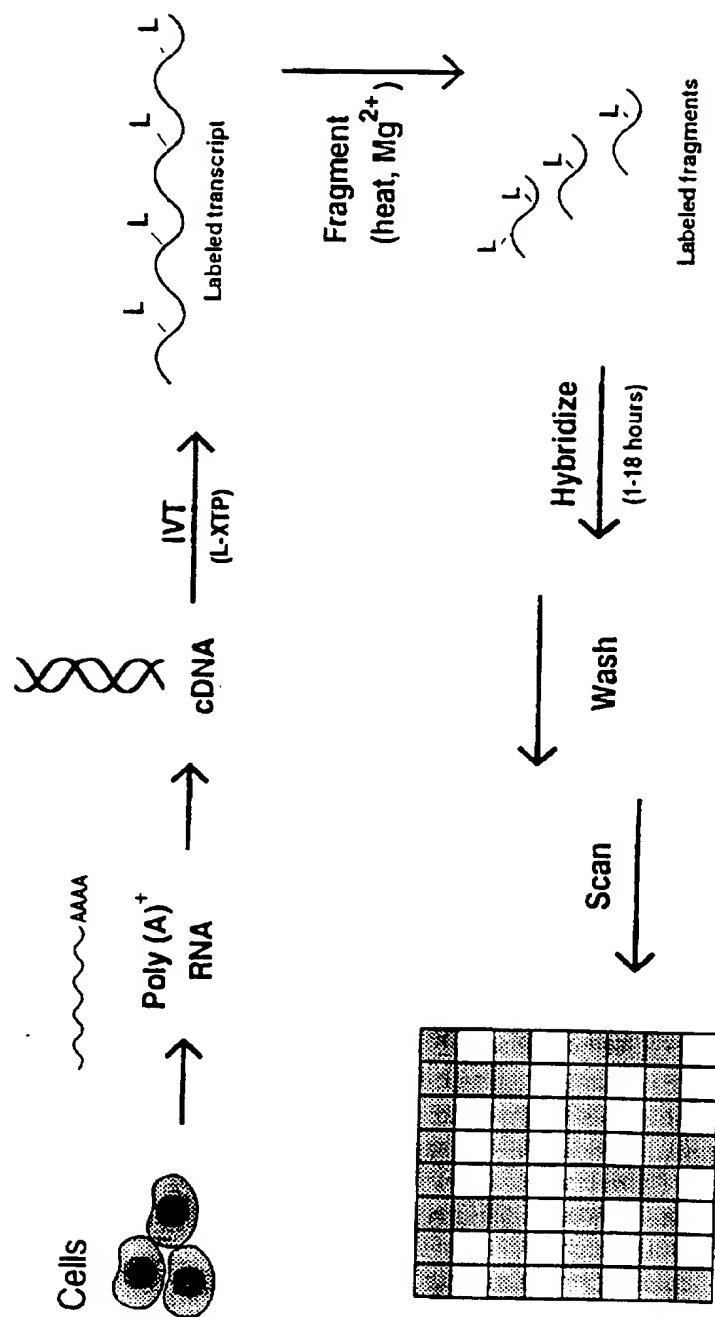 Cells
AAAA
Poly (A)+
RNA
cDNA
IVT
(L-XTP)
L
L
L
L
Labeled transcript
Fragment
(heat, Mg2+)
L
L
L
L
Labeled fragments
Hybridize
(1-18 hours)
Wash
Scan